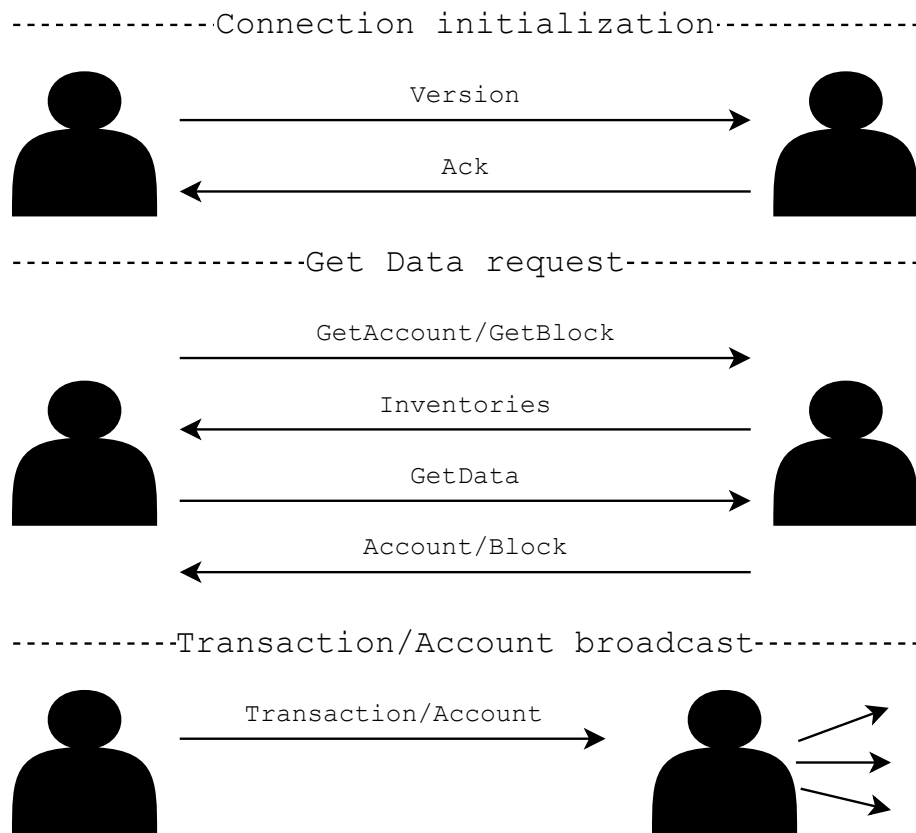 Connection initialization
Version
Ack
Get Data request
GetAccount/GetBlock
Inventories
GetData
Account/Block
Transaction/Account broadcast
Transaction/Account